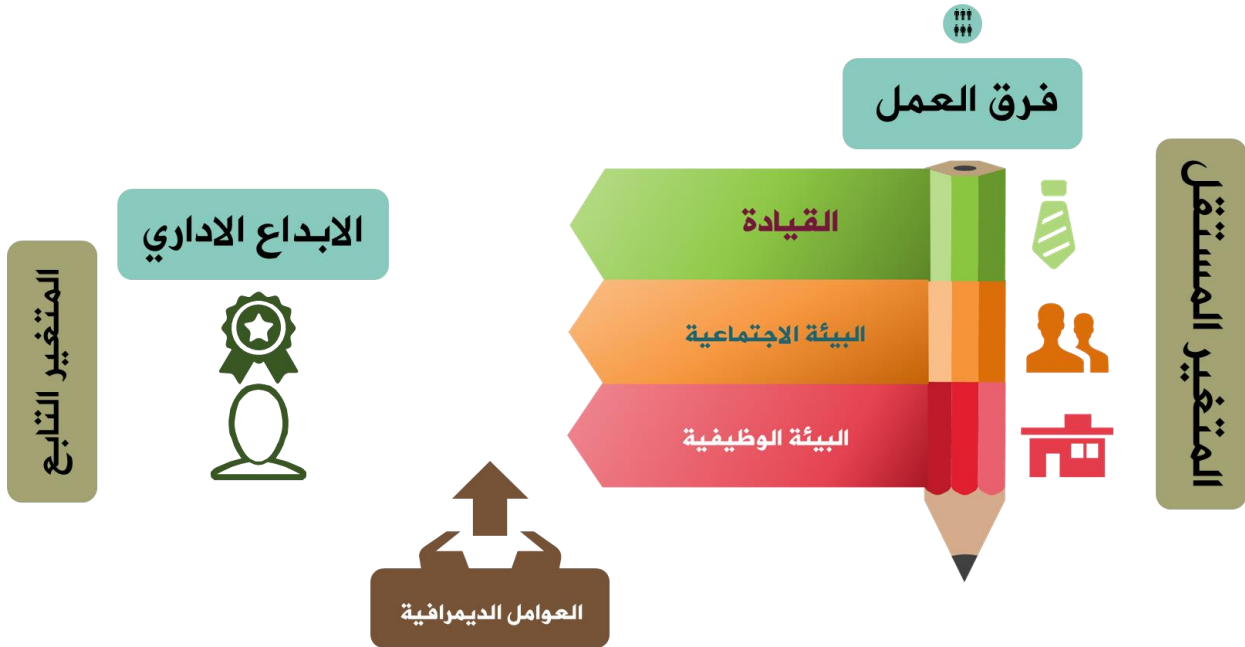 فرق العمل
المتغير المستقل
القيادة
البيئة الاجتماعية
البيئة الوظيفية
الابداع الاداري
المتغير التابع
العوامل الديمرافية